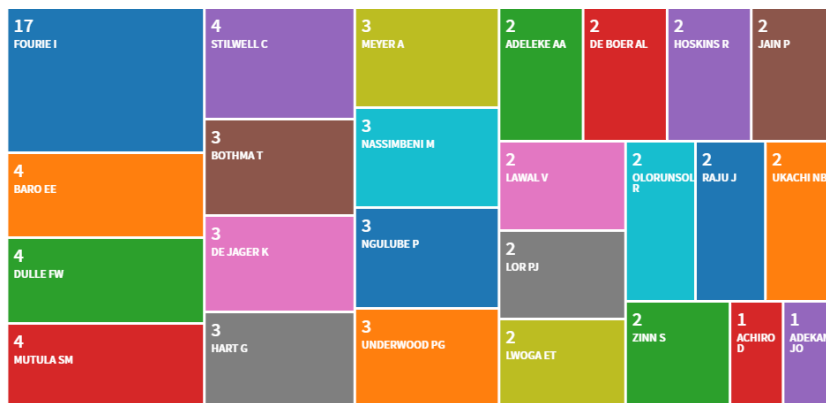 17
FOURIE I
4
BARO EE
4
DULLE FW
4
MUTULA SM
4
STILWELL C
3
BOTHMA T
3
DE JAGER K
3
HART G
3
MEYER A
3
NASSIMBENI M
3
NGULUBE P
3
UNDERWOOD PG
2
ADELEKE AA
2
DE BOER AL
2
HOSKINS R
2
JAIN P
2
LAWAL V
2
LOR PJ
2
LWOGA ET
2
OLORUNSOL
R
2
RAJU J
2
UKACHI NB
2
ZINN S
1
ACHIRO
D
1
ADEKAN
JO